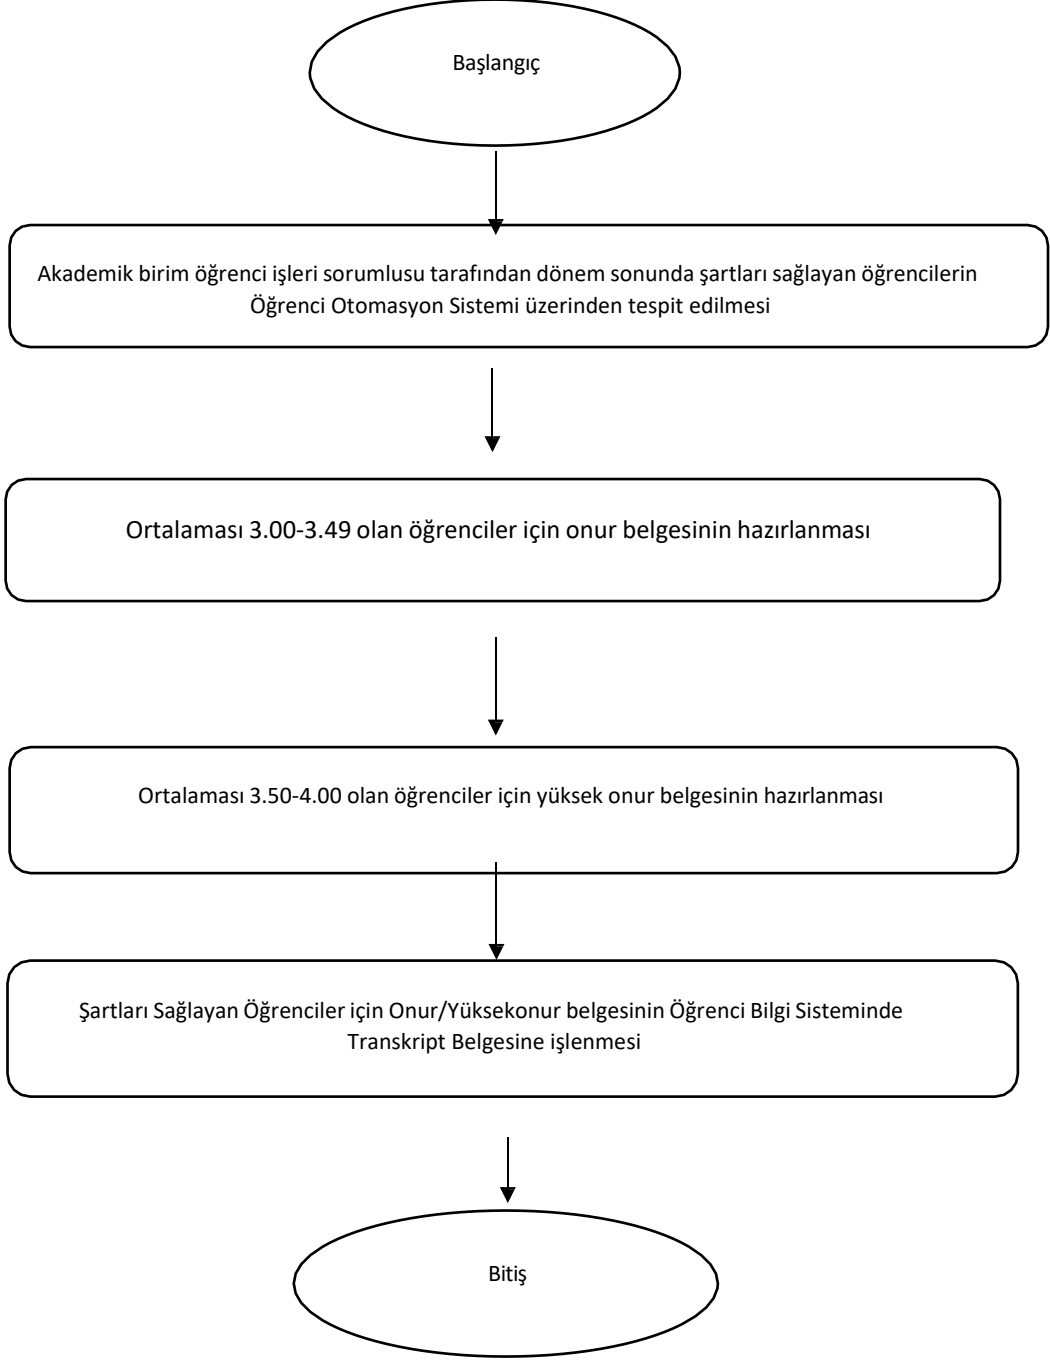 Başlangıç
Akademik birim öğrenci işleri sorumlusu tarafından dönem sonunda şartları sağlayan öğrencilerin
Öğrenci Otomasyon Sistemi üzerinden tespit edilmesi
Ortalaması 3.00-3.49 olan öğrenciler için onur belgesinin hazırlanması
Ortalaması 3.50-4.00 olan öğrenciler için yüksek onur belgesinin hazırlanması
Şartları Sağlayan Öğrenciler için Onur/Yüksekonur belgesinin Öğrenci Bilgi Sisteminde
Transkript Belgesine işlenmesi
Bitiş